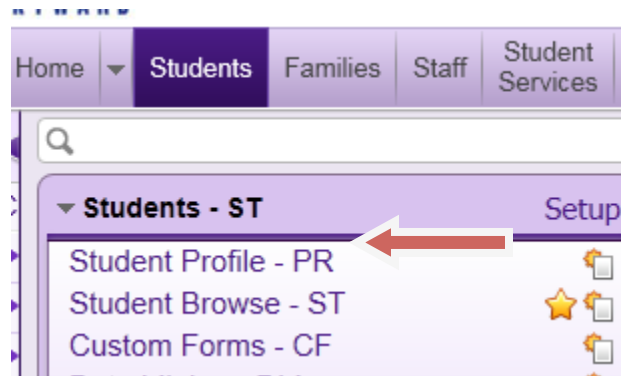 Home Students Families Staff Student
Services
Students - ST Setup
Student Profile - PR
Student Browse - ST
Custom Forms - CF